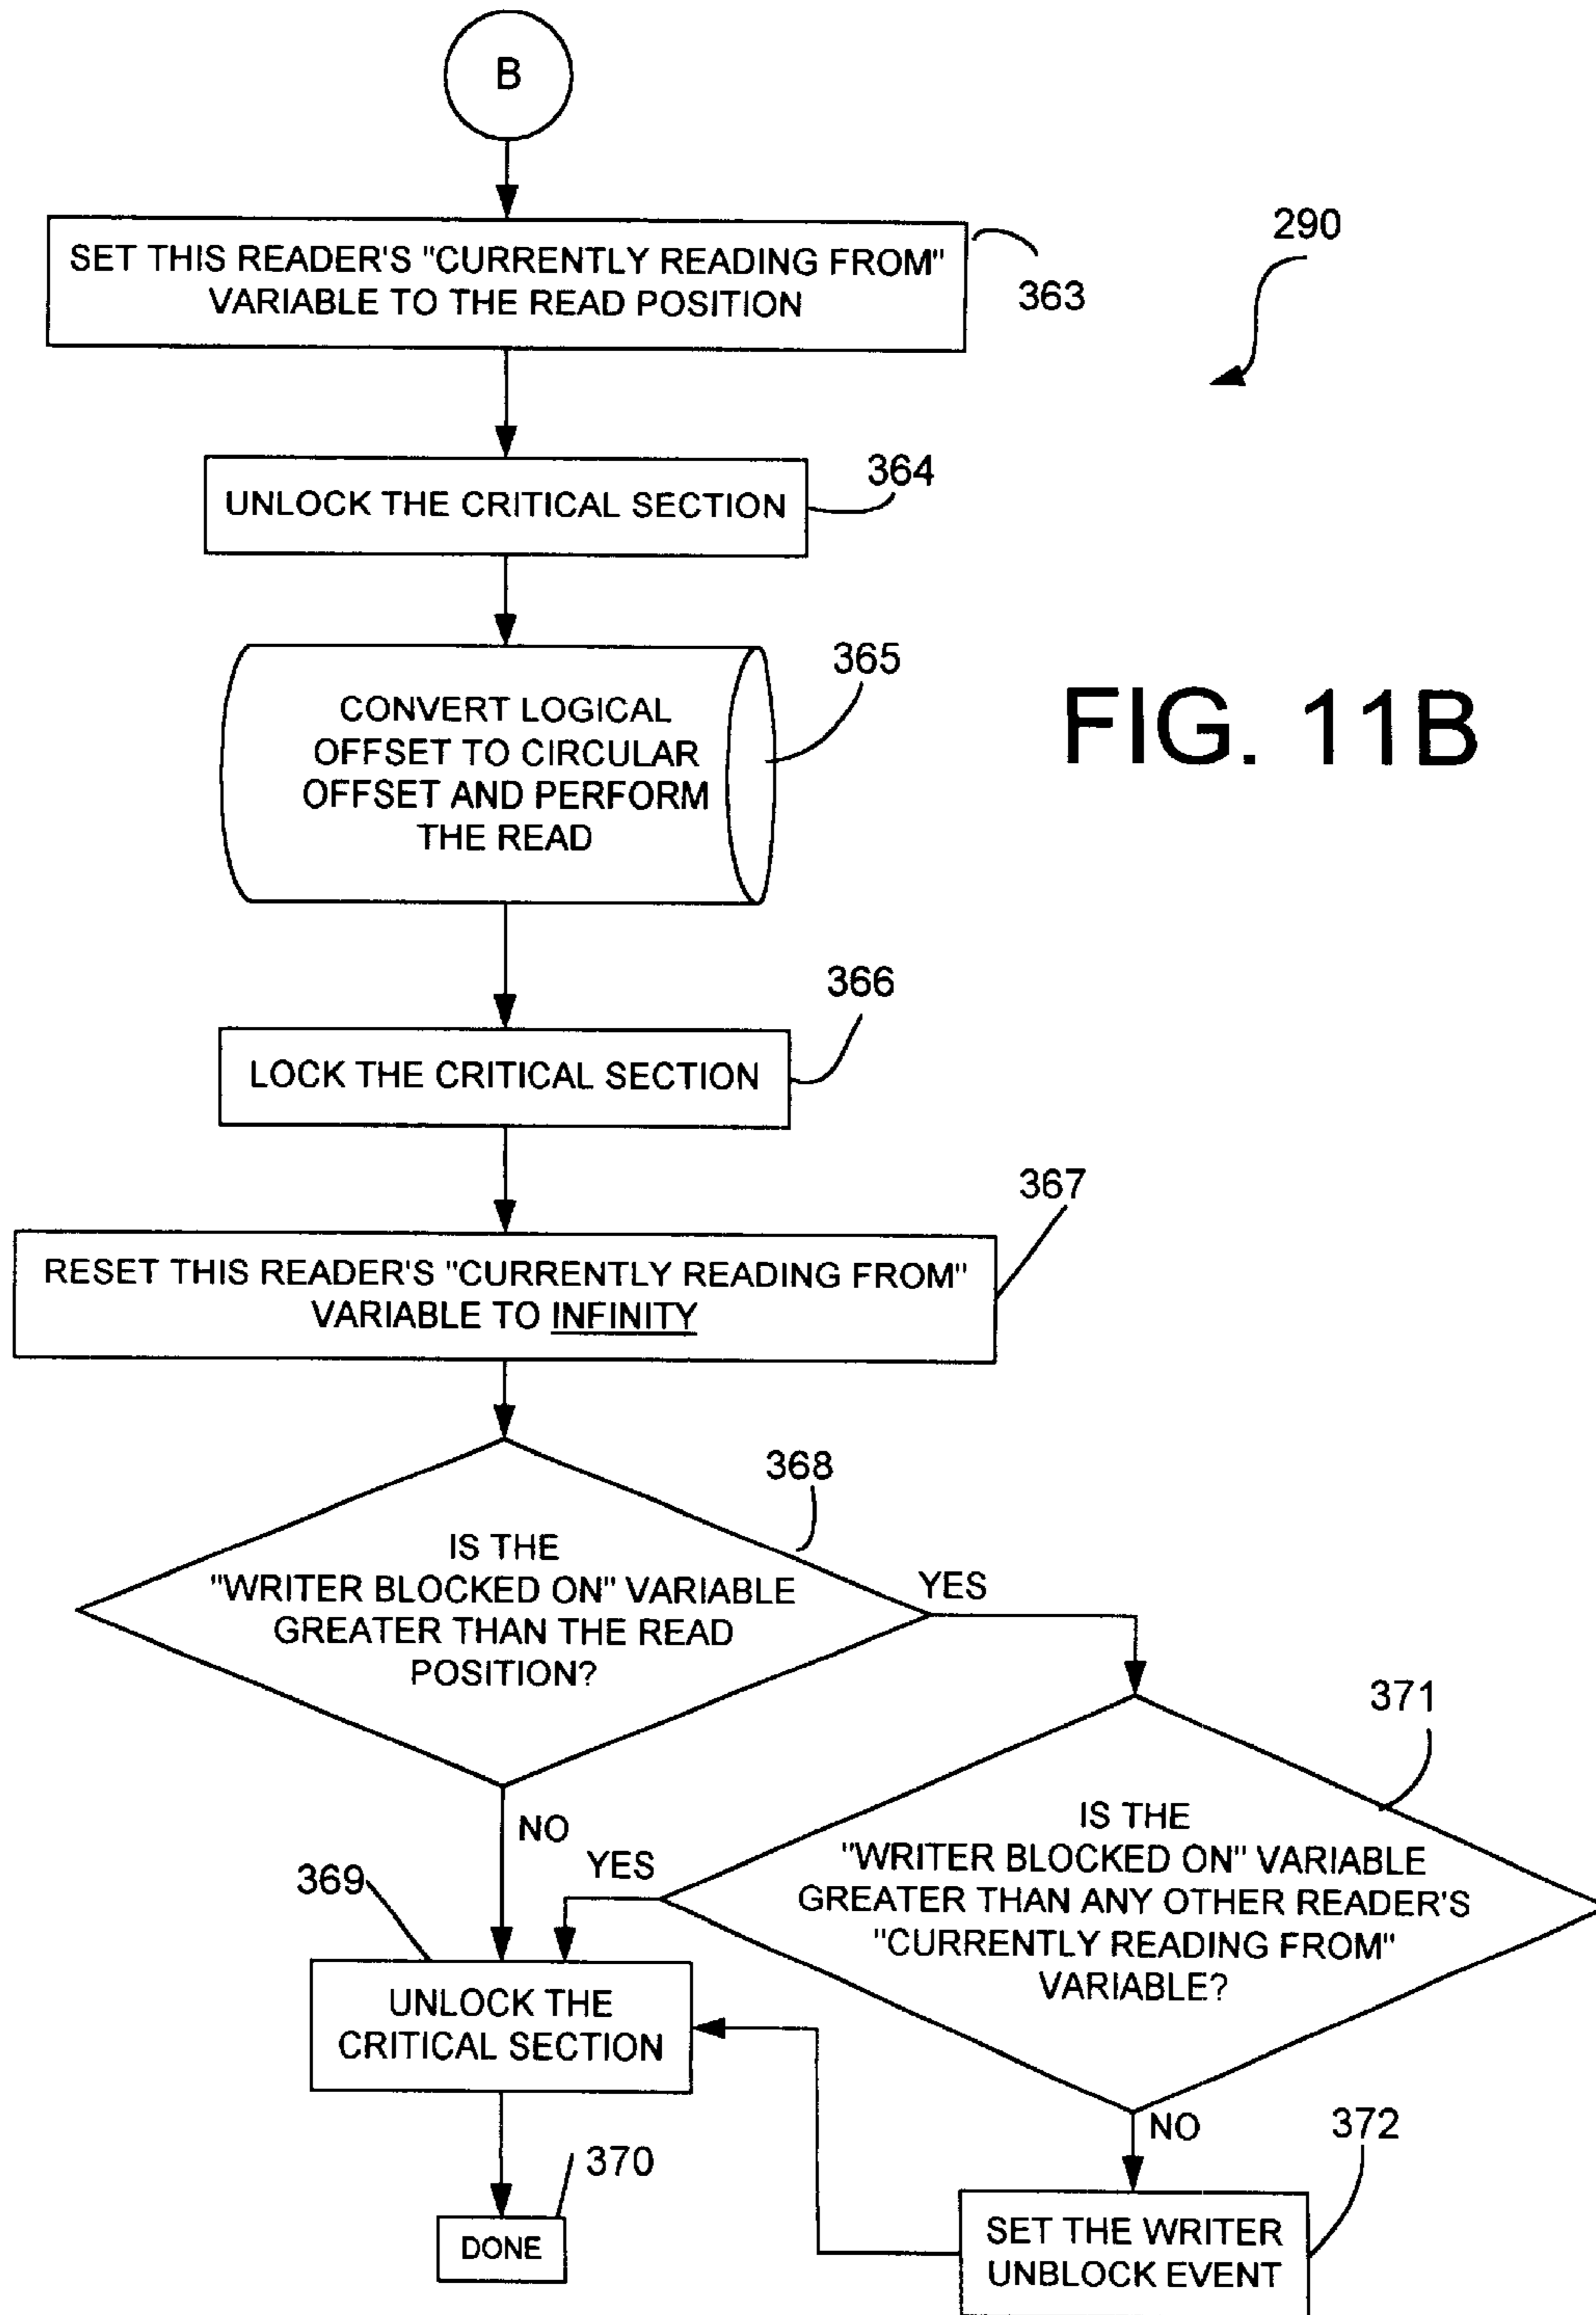 B
SET THIS READER'S "CURRENTLY READING FROM"
VARIABLE TO THE READ POSITION
363
290
UNLOCK THE CRITICAL SECTION
364
CONVERT LOGICAL
OFFSET TO CIRCULAR
OFFSET AND PERFORM
THE READ
365
FIG. 11B
LOCK THE CRITICAL SECTION
366
RESET THIS READER'S "CURRENTLY READING FROM"
VARIABLE TO INFINITY
367
IS THE
"WRITER BLOCKED ON" VARIABLE
GREATER THAN THE READ
POSITION?
368
YES
NO
371
IS THE
"WRITER BLOCKED ON" VARIABLE
GREATER THAN ANY OTHER READER'S
"CURRENTLY READING FROM"
VARIABLE?
YES
369
UNLOCK THE
CRITICAL SECTION
NO
372
370
DONE
SET THE WRITER
UNBLOCK EVENT